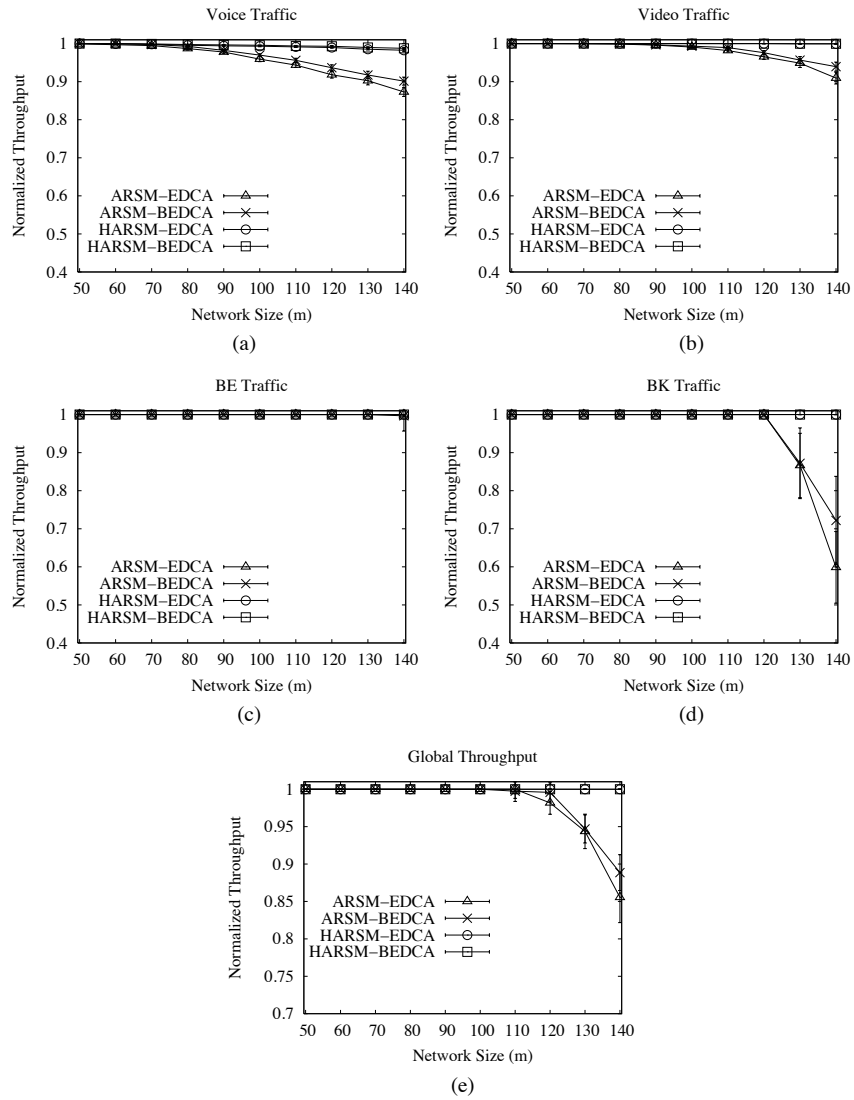 Voice Traffic
Normalized Throughput
1
0.9
0.8
0.7
0.6
0.5
0.4
ARSM−EDCA
ARSM−BEDCA
HARSM−EDCA
HARSM−BEDCA
50 60 70 80 90 100 110 120 130 140
Network Size (m)
(a)
Video Traffic
Normalized Throughput
1
0.9
0.8
0.7
0.6
0.5
0.4
ARSM−EDCA
ARSM−BEDCA
HARSM−EDCA
HARSM−BEDCA
50 60 70 80 90 100 110 120 130 140
Network Size (m)
(b)
BE Traffic
Normalized Throughput
1
0.9
0.8
0.7
0.6
0.5
0.4
ARSM−EDCA
ARSM−BEDCA
HARSM−EDCA
HARSM−BEDCA
50 60 70 80 90 100 110 120 130 140
Network Size (m)
(c)
BK Traffic
Normalized Throughput
1
0.9
0.8
0.7
0.6
0.5
0.4
ARSM−EDCA
ARSM−BEDCA
HARSM−EDCA
HARSM−BEDCA
50 60 70 80 90 100 110 120 130 140
Network Size (m)
(d)
Global Throughput
Normalized Throughput
1
0.95
0.9
0.85
0.8
0.75
0.7
ARSM−EDCA
ARSM−BEDCA
HARSM−EDCA
HARSM−BEDCA
50 60 70 80 90 100 110 120 130 140
Network Size (m)
(e)